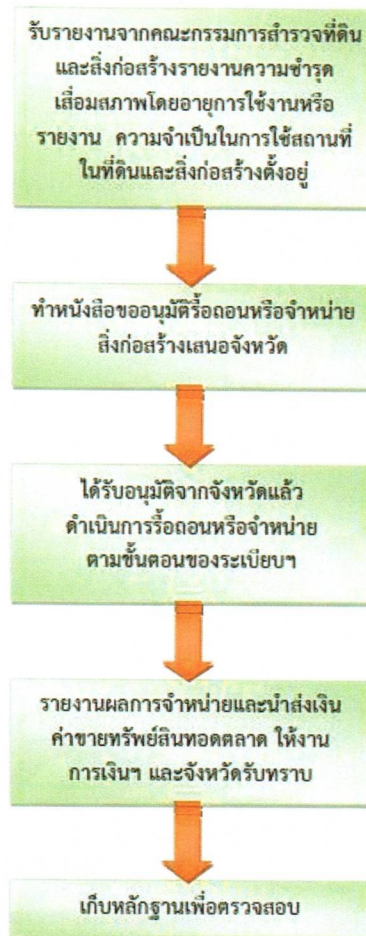 รับรายงานจากคณะกรรมการสำรวจที่ดิน
และสิ่งก่อสร้างรายงานความชำรุด
เสื่อมสภาพโดยอายุการใช้งานหรือ
รายงาน ความจำเป็นในการใช้สถานที่
ในที่ดินและสิ่งก่อสร้างตั้งอยู่
ทำหนังสือขออนุมัติรื้อถอนหรือจำหน่าย
สิ่งก่อสร้างเสนอจังหวัด
ได้รับอนุมัติจากจังหวัดแล้ว
ดำเนินการรื้อถอนหรือจำหน่าย
ตามขั้นตอนของระเบียบฯ
รายงานผลการจำหน่ายและนำส่งเงิน
ค่าขายทรัพย์สินทอดตลาด ให้งาน
การเงินฯ และจังหวัดรับทราบ
เก็บหลักฐานเพื่อตรวจสอบ